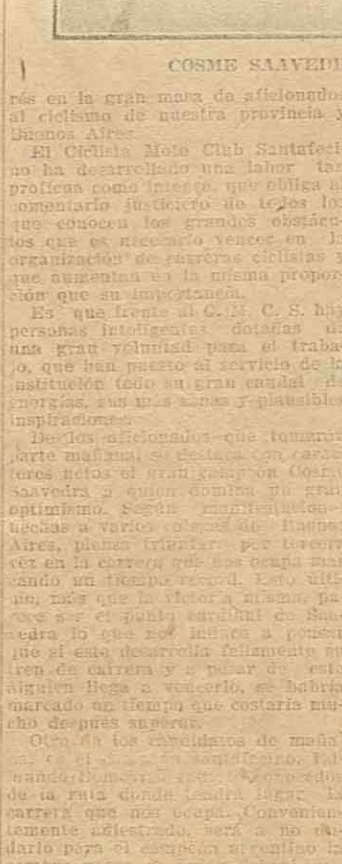 COSME SAAVEDR
rés en la gran masa de aficionados
al ciclismo de nuestra provincia y
Buenos Aires.
El Ciclista Moto Club Santafeci
no ha desarrollado una labor tan
profícua como intensa, que obliga al
comentario justiciero de todos los
que conocen los grandes obstácu-
los que es necesario vencer en la
organización de carreras ciclistas y
que aumentan en la misma propor-
ción que su importancia.
Es que frente al C. M. C. S. hay
personas inteligentes, dotadas de
una gran voluntad para el traba-
jo, que han puesto al servicio de la
institución todo su gran caudal de
energías, sus más sanas y plausibles
inspiraciones.
De los aficionados que tomarán
parte mañana se destaca con carac
teres netos el gran campeón Cosme
Saavedra a quien domina un gran
optimismo. Según manifestacion
hechas a varios colegas de Buenos
Aires, piensa triunfar por tercera
vez en la carrera que nos ocupa mar
cando un tiempo record. Esto últi
mo, más que la victoria misma, pa-
rece ser el punto cardinal de Saa-
vedra lo que nos induce a pensar
que si este desarrolla fielmente su
tren de carrera y a pesar de esto
alguien llega a vencerlo, se habría
marcado un tiempo que costaría mu-
cho después superar.
Otro de los candidatos de maña
na, es el santafecino,
de la ruta donde tendrá lugar la
carrera que nos ocupa. Convenien-
temente adiestrado, será a no du-
darlo para el campeón argentino la